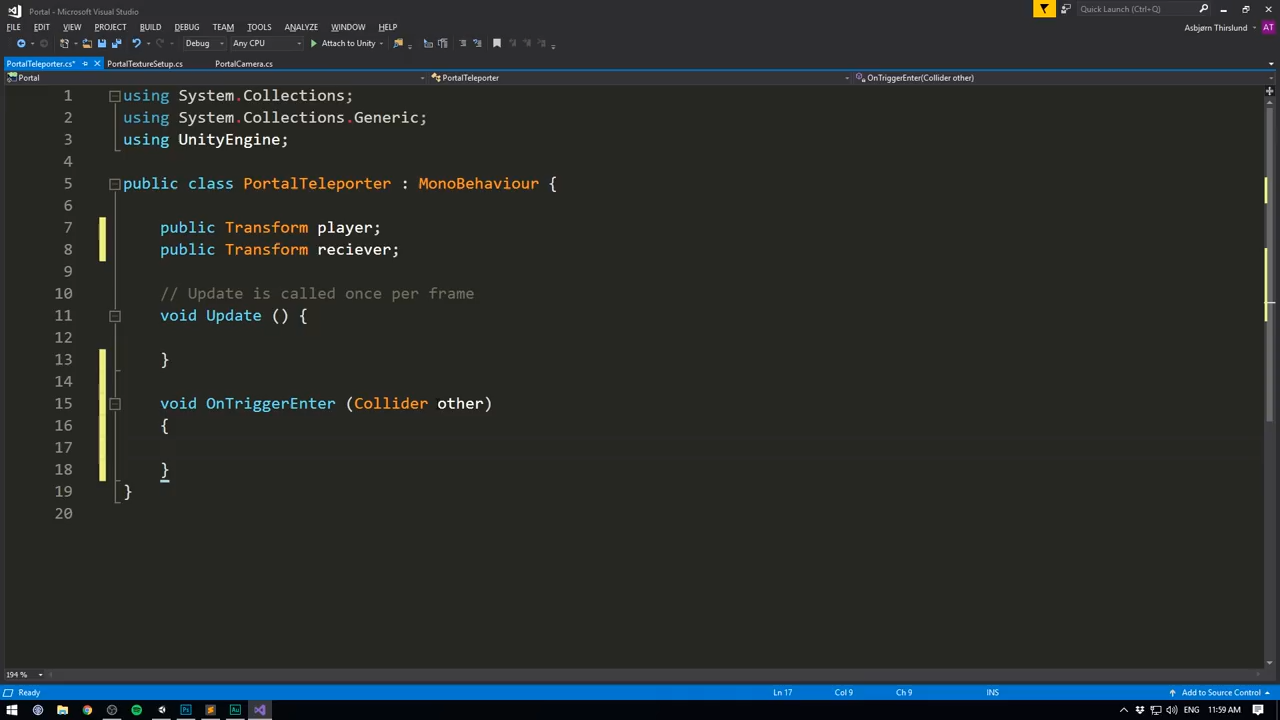 Portal - Microsoft Visual Studio
Quick Launch (Ctrl+Q)
FILE EDIT VIEW PROJECT BUILD DEBUG TEAM TOOLS ANALYZE WINDOW HELP
Asbjørn Thirslund AT
Debug Any CPU Attach to Unity
PortalTeleporter.cs* PortalTextureSetup.cs PortalCamera.cs
Portal PortalTeleporter OnTriggerEnter(Collider other)
1 using System.Collections;
2 using System.Collections.Generic;
3 using UnityEngine;
4
5 public class PortalTeleporter : MonoBehaviour {
6
7 public Transform player;
8 public Transform reciever;
9
10 // Update is called once per frame
11 void Update () {
12
13 }
14
15 void OnTriggerEnter (Collider other)
16 {
17
18 }
19 }
20
194 %
Ready Ln 17 Col 9 Ch 9 INS Add to Source Control
ENG 11:59 AM